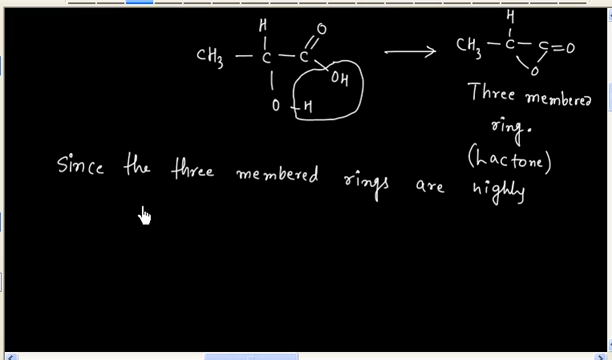 H O H
CH3 — C — C OH ⟶ CH3 — C — C = O
O – H O
Three membered
ring.
(Lactone)
Since the three membered rings are highly